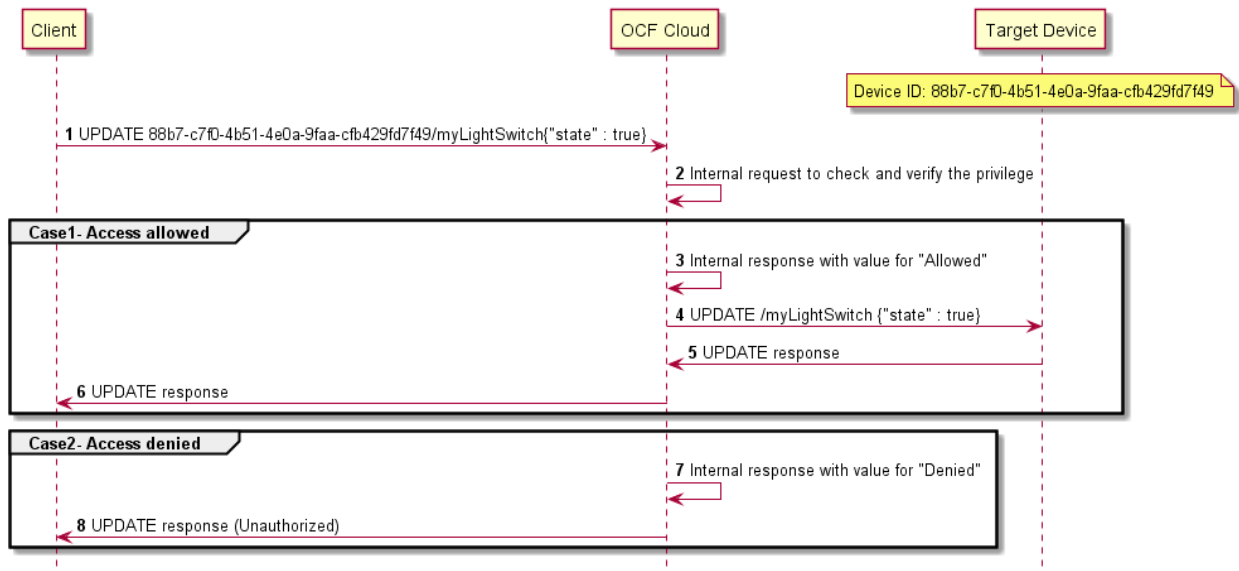 Client
OCF Cloud
Target Device
Device ID: 88b7-c7f0-4b51-4e0a-9faa-cfb429fd7f49
1 UPDATE 88b7-c7f0-4b51-4e0a-9faa-cfb429fd7f49/myLightSwitch{"state" : true}
2 Internal request to check and verify the privilege
Case1- Access allowed
3 Internal response with value for "Allowed"
4 UPDATE /myLightSwitch {"state" : true}
5 UPDATE response
6 UPDATE response
Case2- Access denied
7 Internal response with value for "Denied"
8 UPDATE response (Unauthorized)